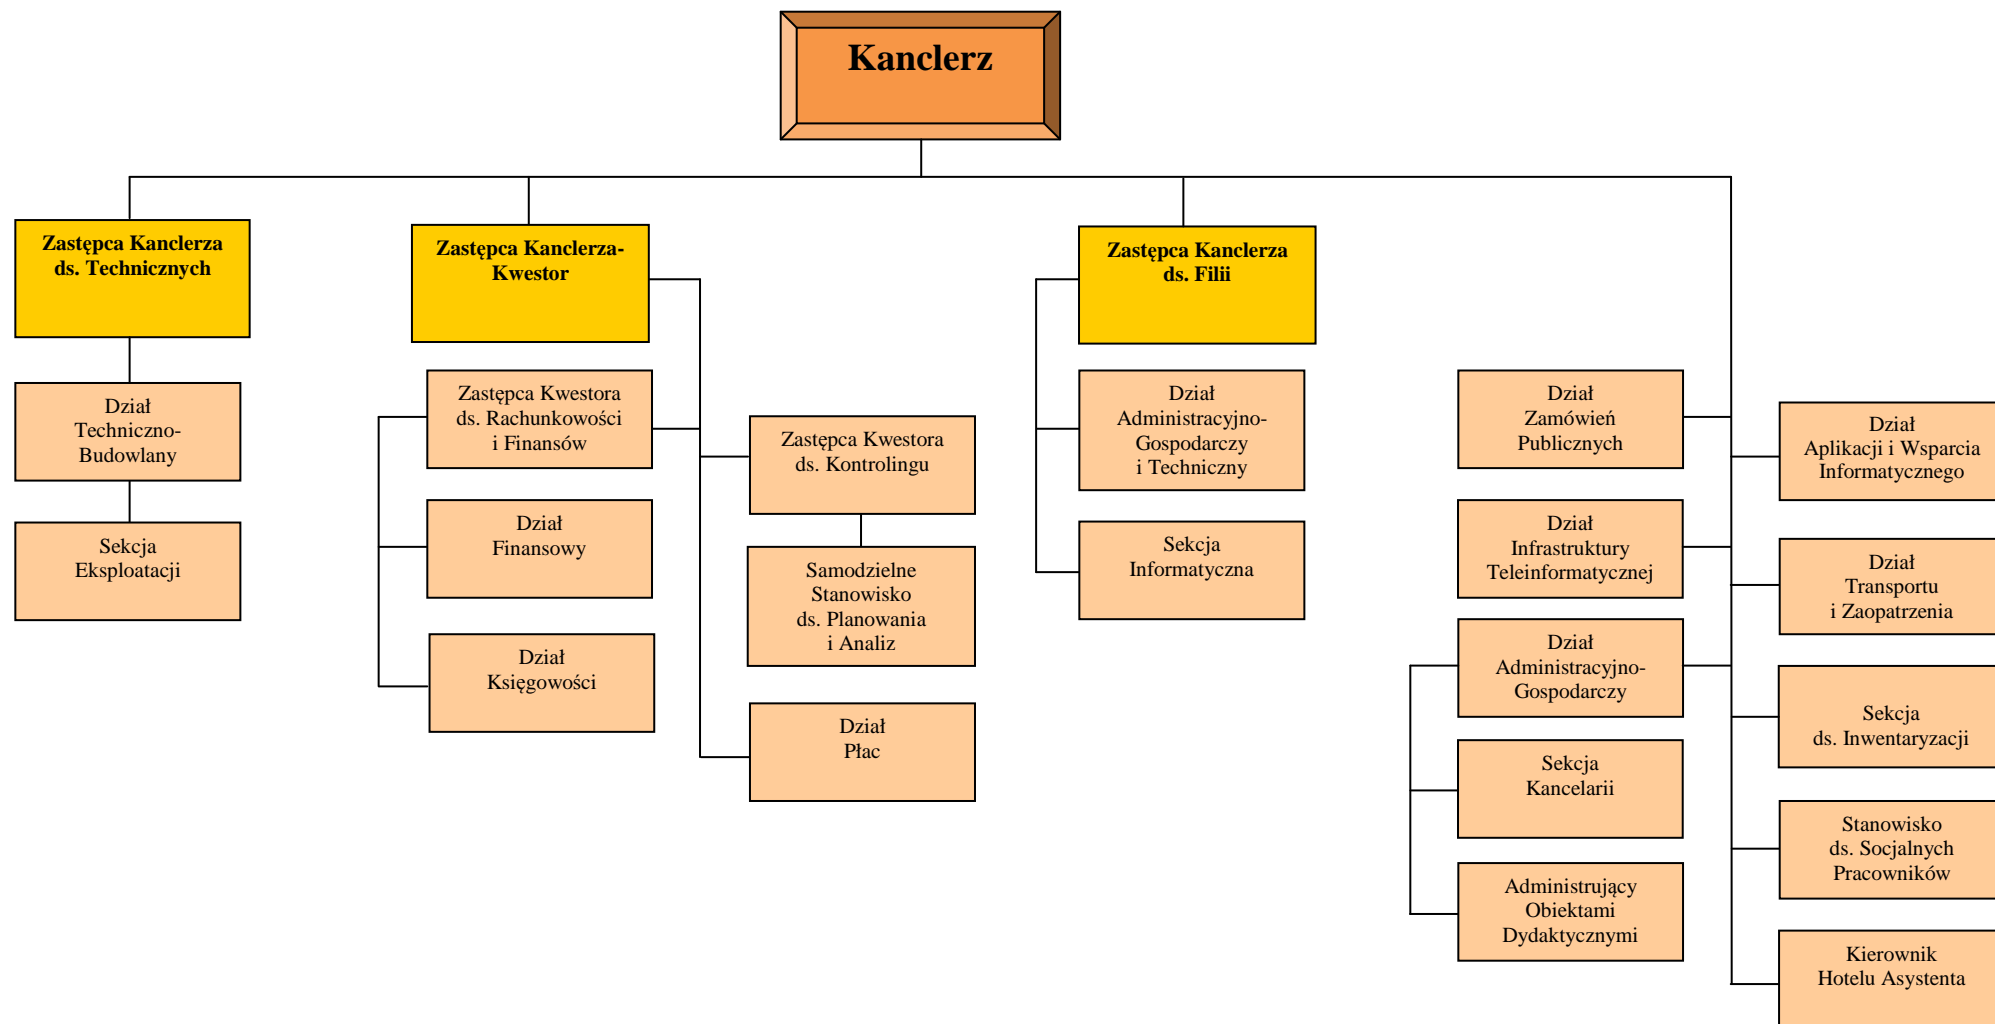 Kanclerz
Zastępca Kanclerza
ds. Technicznych
Zastępca Kanclerza-
Kwestor
Zastępca Kanclerza
ds. Filii
Dział
Techniczno-
Budowlany
Sekcja
Eksploatacji
Zastępca Kwestora
ds. Rachunkowości
i Finansów
Dział
Finansowy
Dział
Księgowości
Zastępca Kwestora
ds. Kontrolingu
Samodzielne
Stanowisko
ds. Planowania
i Analiz
Dział
Płac
Dział
Administracyjno-
Gospodarczy
i Techniczny
Sekcja
Informatyczna
Dział
Zamówień
Publicznych
Dział
Infrastruktury
Teleinformatycznej
Dział
Administracyjno-
Gospodarczy
Sekcja
Kancelarii
Administrujący
Obiektami
Dydaktycznymi
Dział
Aplikacji i Wsparcia
Informatycznego
Dział
Transportu
i Zaopatrzenia
Sekcja
ds. Inwentaryzacji
Stanowisko
ds. Socjalnych
Pracowników
Kierownik
Hotelu Asystenta